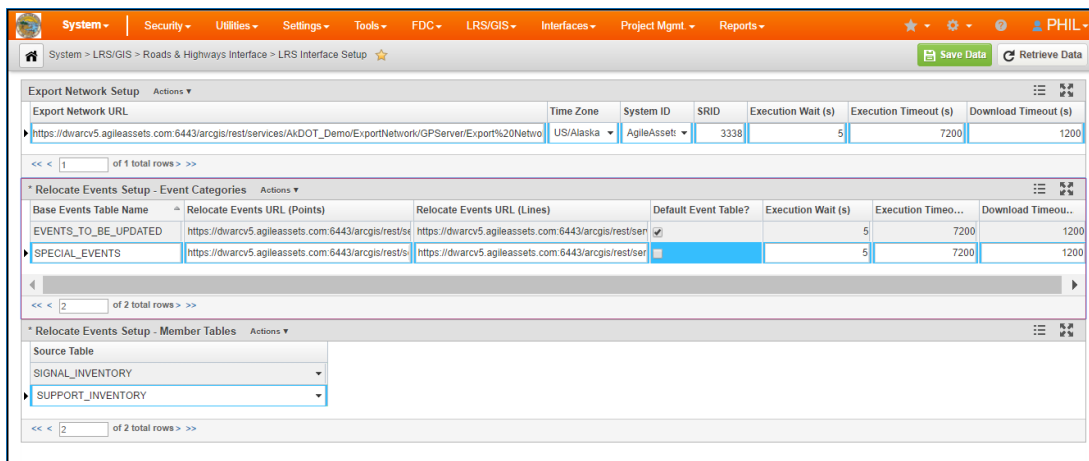 System Security Utilities Settings Tools FDC LRS/GIS Interfaces Project Mgmt. Reports PHIL
System > LRS/GIS > Roads & Highways Interface > LRS Interface Setup Save Data Retrieve Data
Export Network Setup Actions
Export Network URL Time Zone System ID SRID Execution Wait (s) Execution Timeout (s) Download Timeout (s)
https://dwarcv5.agileassets.com:6443/arcgis/rest/services/AkDOT_Demo/ExportNetwork/GPServer/Export%20Netwo US/Alaska AgileAssets 3338 5 7200 1200
<< < 1 of 1 total rows > >>
* Relocate Events Setup - Event Categories Actions
Base Events Table Name Relocate Events URL (Points) Relocate Events URL (Lines) Default Event Table? Execution Wait (s) Execution Timeo... Download Timeou..
EVENTS_TO_BE_UPDATED https://dwarcv5.agileassets.com:6443/arcgis/rest/se https://dwarcv5.agileassets.com:6443/arcgis/rest/ser 5 7200 1200
SPECIAL_EVENTS https://dwarcv5.agileassets.com:6443/arcgis/rest/s https://dwarcv5.agileassets.com:6443/arcgis/rest/ser 5 7200 1200
<< < 2 of 2 total rows > >>
* Relocate Events Setup - Member Tables Actions
Source Table
SIGNAL_INVENTORY
SUPPORT_INVENTORY
<< < 2 of 2 total rows > >>